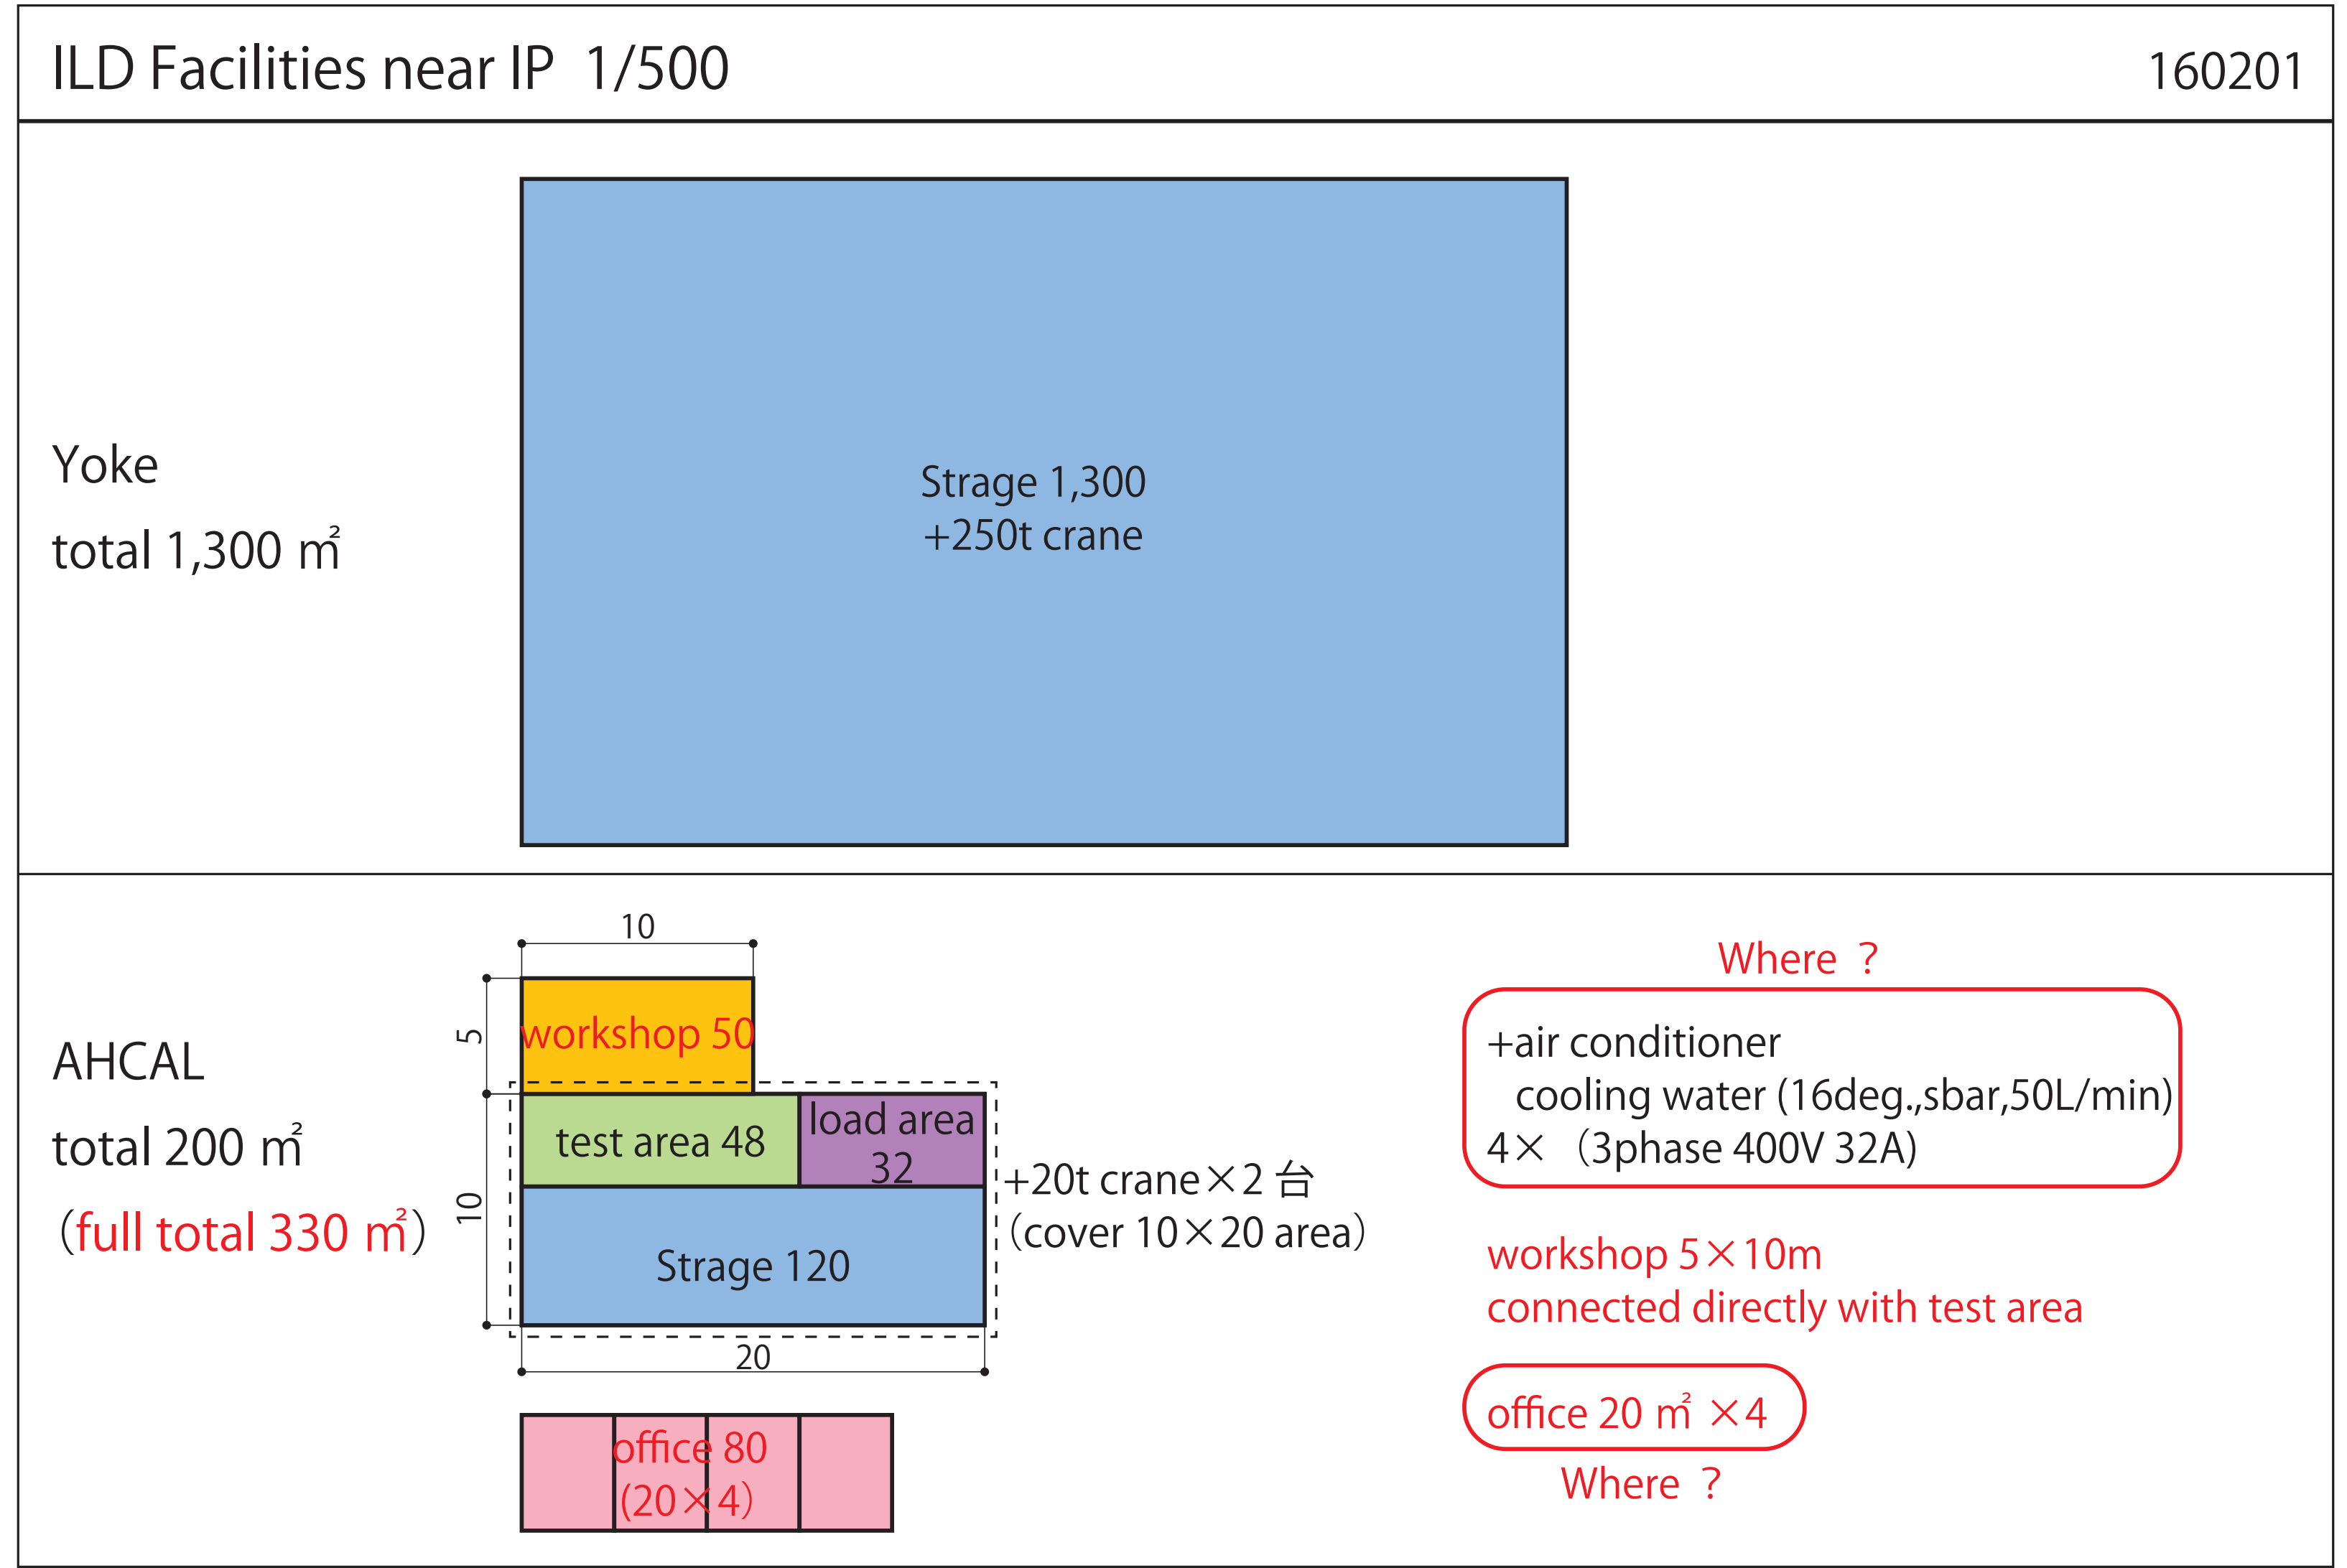 ILD Facilities near IP 1/500
160201
Yoke
total 1,300 ㎡
Strage 1,300
+250t crane
AHCAL
total 200 ㎡
（full total 330 ㎡）
10
5
10
20
workshop 50
test area 48
load area
32
Strage 120
+20t crane×2 台
（cover 10×20 area）
office 80
(20×4）
Where ？
+air conditioner
cooling water (16deg.,sbar,50L/min)
4× （3phase 400V 32A)
workshop 5×10m
connected directly with test area
office 20 ㎡ ×4
Where ？